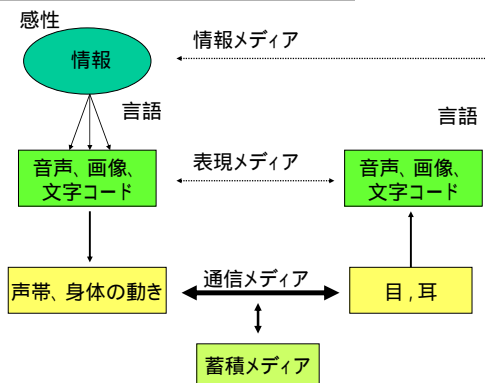 感性
情報
情報メディア
言語
言語
音声、画像、
文字コード
表現メディア
音声、画像、
文字コード
声帯、身体の動き
通信メディア
目，耳
蓄積メディア